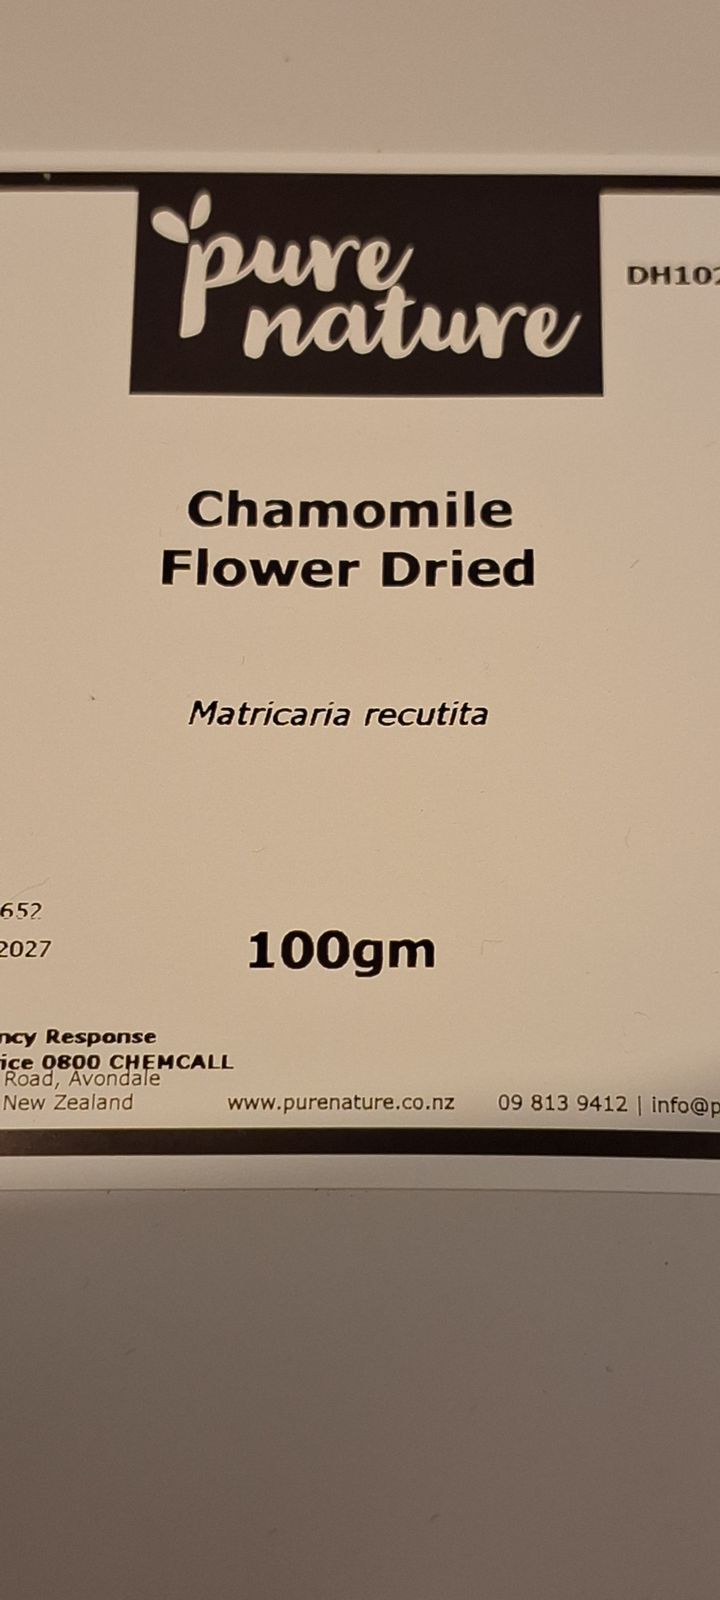 pure
nature
DH102
Chamomile
Flower Dried
Matricaria recutita
652
2027
100gm
ncy Response
ice 0800 CHEMCALL
Road, Avondale
New Zealand
www.purenature.co.nz
09 813 9412 | info@p